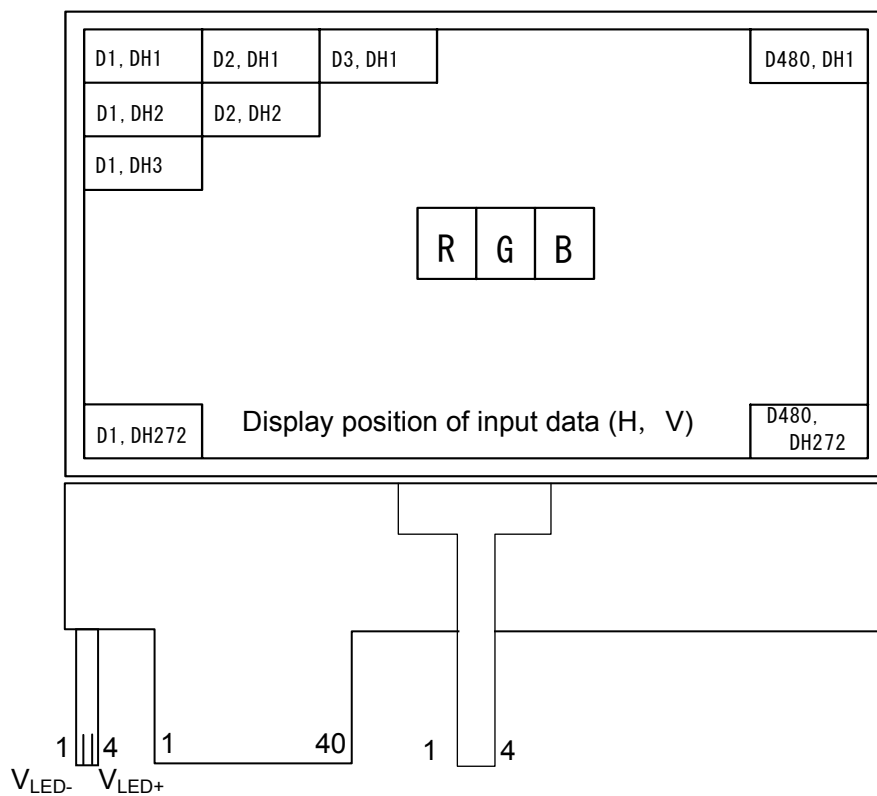 D1, DH1 D2, DH1 D3, DH1 D480, DH1
D1, DH2 D2, DH2
D1, DH3
R G B
D1, DH272 Display position of input data (H, V) D480,
DH272
1 4 1 40 1 4
VLED- VLED+